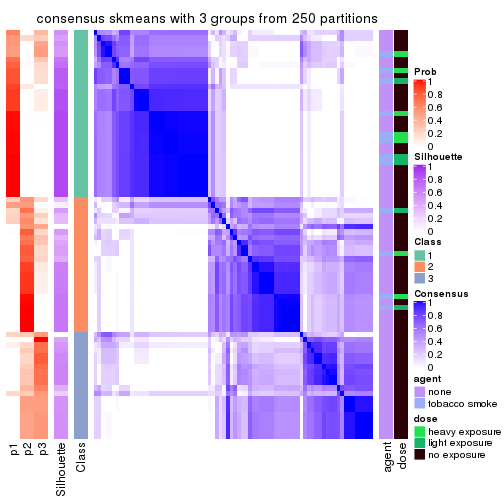 consensus skmeans with 3 groups from 250 partitions
Prob
1
0.8
0.6
0.4
0.2
0
Silhouette
1
0.8
0.6
0.4
0.2
0
Class
1
2
3
Consensus
1
0.8
0.6
0.4
0.2
0
agent
none
tobacco smoke
dose
heavy exposure
light exposure
no exposure
p1
p2
p3
Silhouette
Class
agent
dose